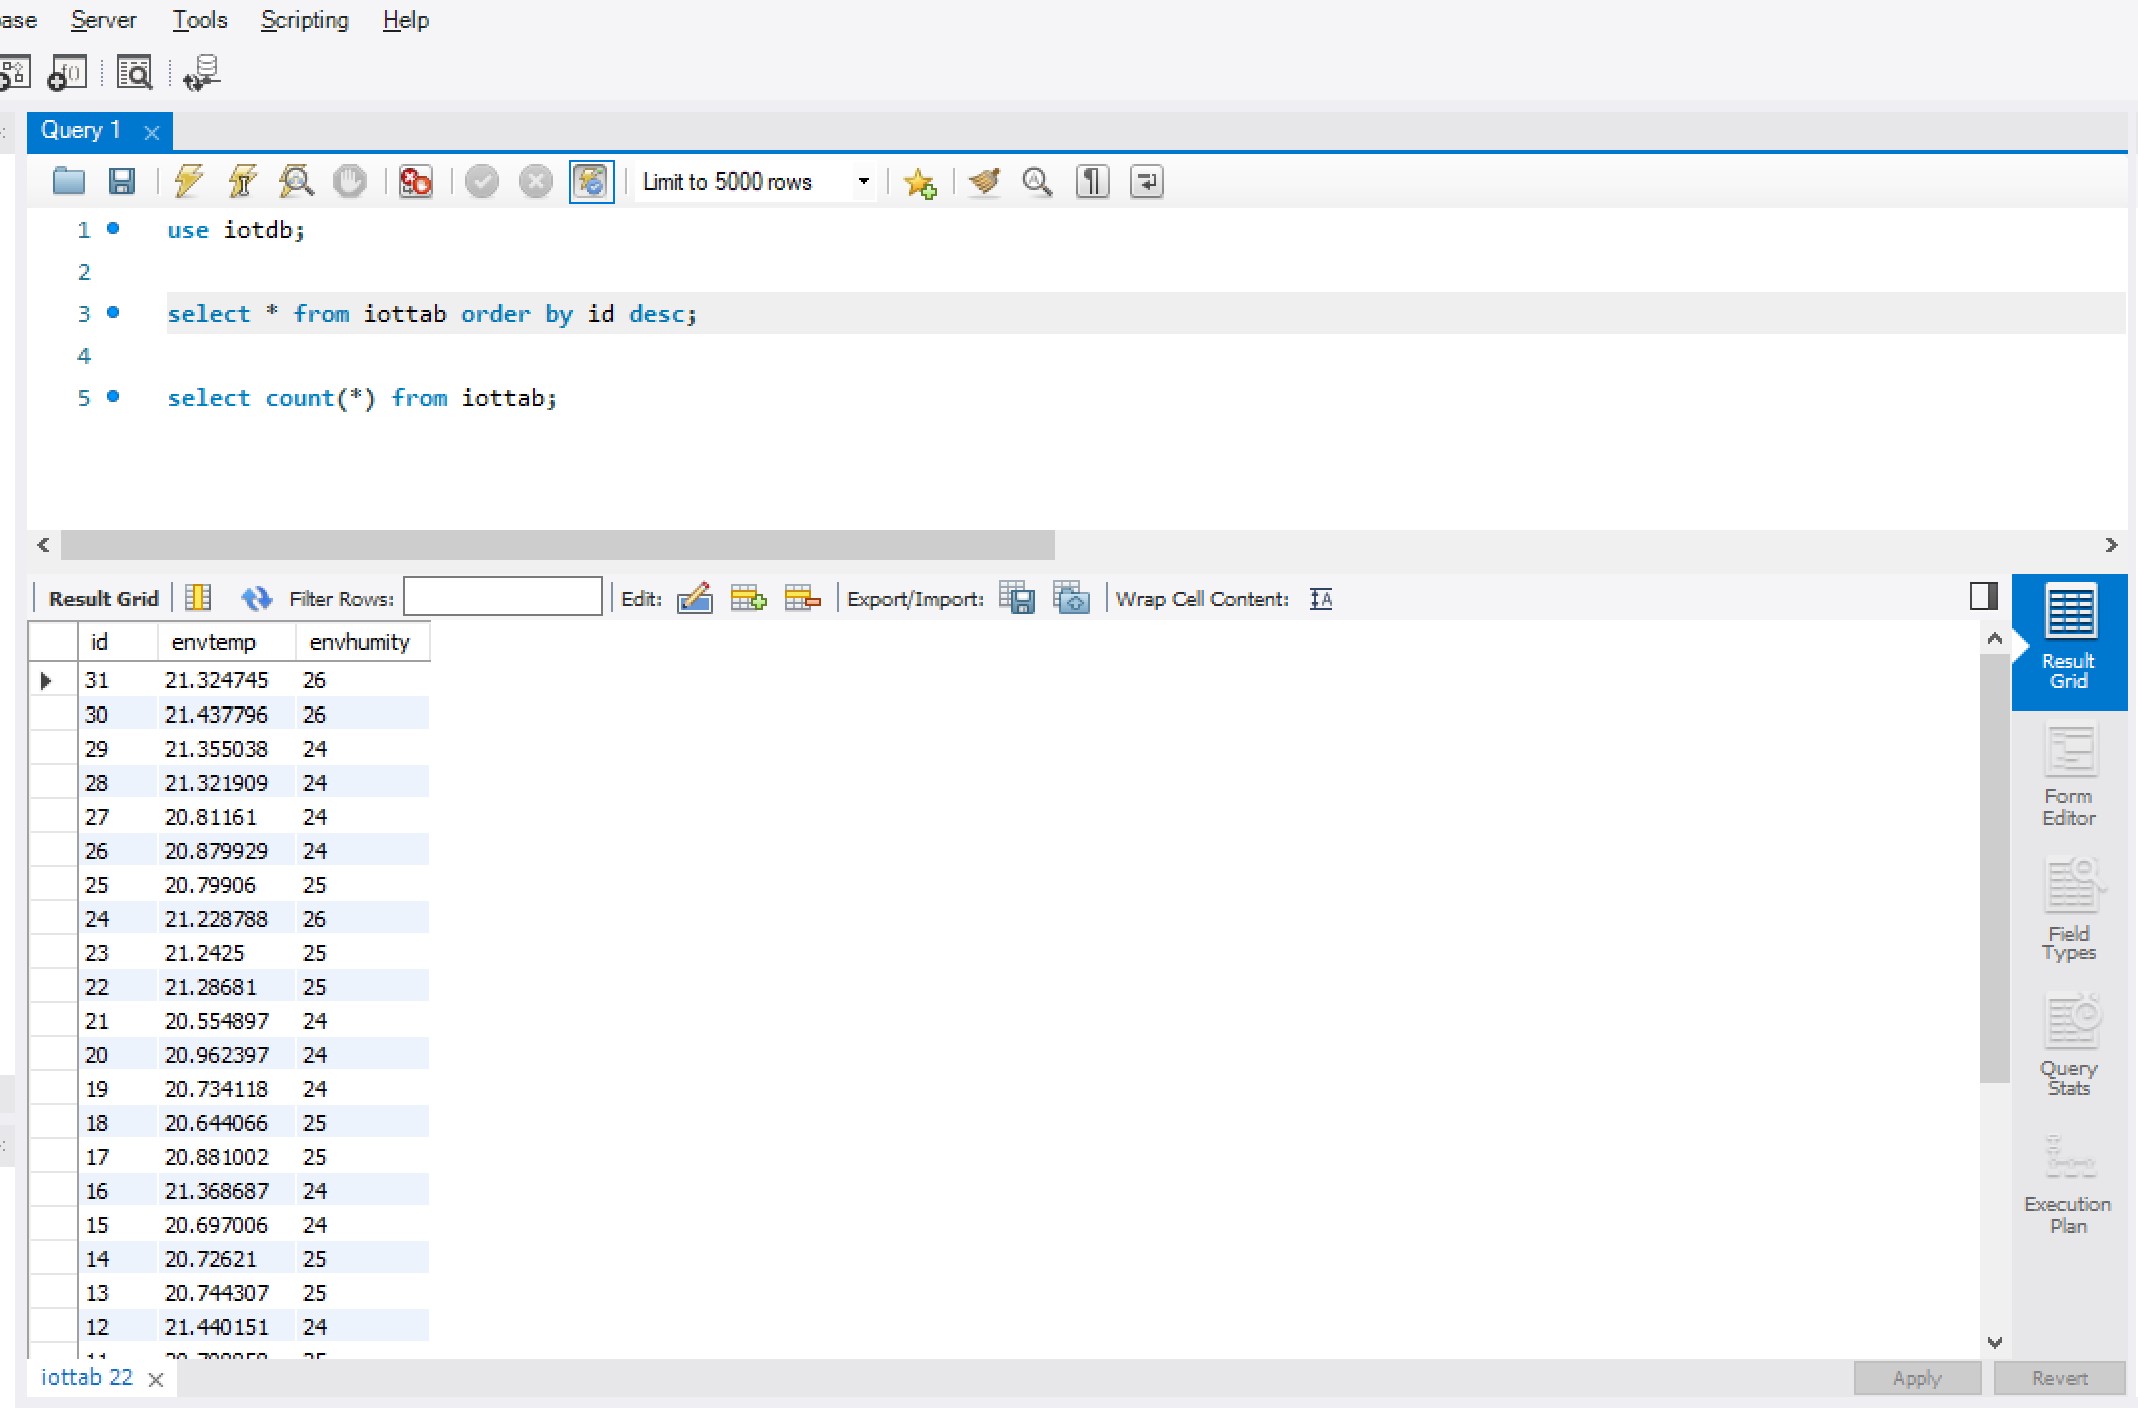 Server Tools Scripting Help
Query 1
Limit to 5000 rows
1 use iotdb;
2
3 select * from iottab order by id desc;
4
5 select count(*) from iottab;
Result Grid Filter Rows: Edit: Export/Import: Wrap Cell Content:
id envtemp envhumity
31 21.324745 26
30 21.437796 26
29 21.355038 24
28 21.321909 24
27 20.81161 24
26 20.879929 24
25 20.79906 25
24 21.228788 26
23 21.2425 25
22 21.28681 25
21 20.554897 24
20 20.962397 24
19 20.734118 24
18 20.644066 25
17 20.881002 25
16 21.368687 24
15 20.697006 24
14 20.72621 25
13 20.744307 25
12 21.440151 24
Result
Grid
Form
Editor
Field
Types
Query
Stats
Execution
Plan
iottab 22
Apply Revert